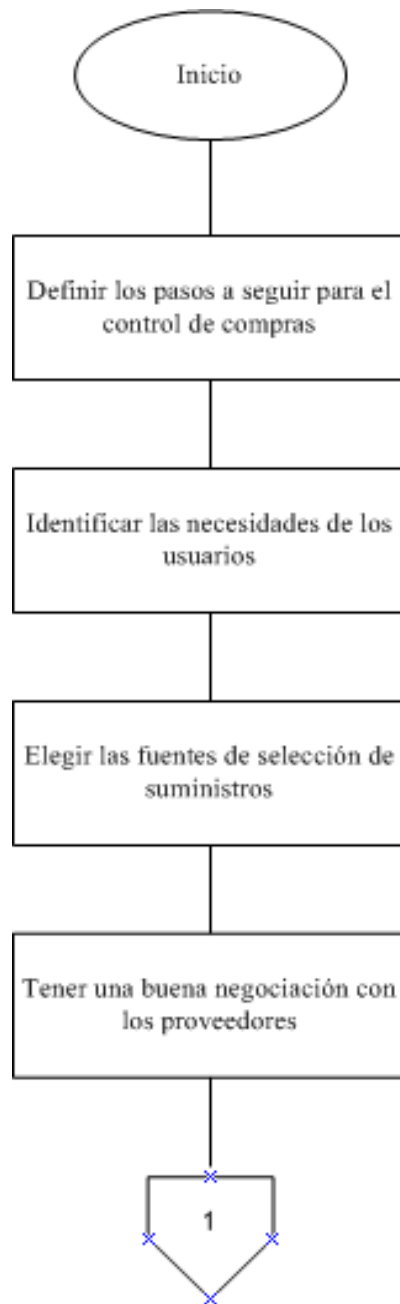 Inicio
Definir los pasos a seguir para el
control de compras
Identificar las necesidades de los
usuarios
Elegir las fuentes de selección de
suministros
Tener una buena negociación con
los proveedores
1